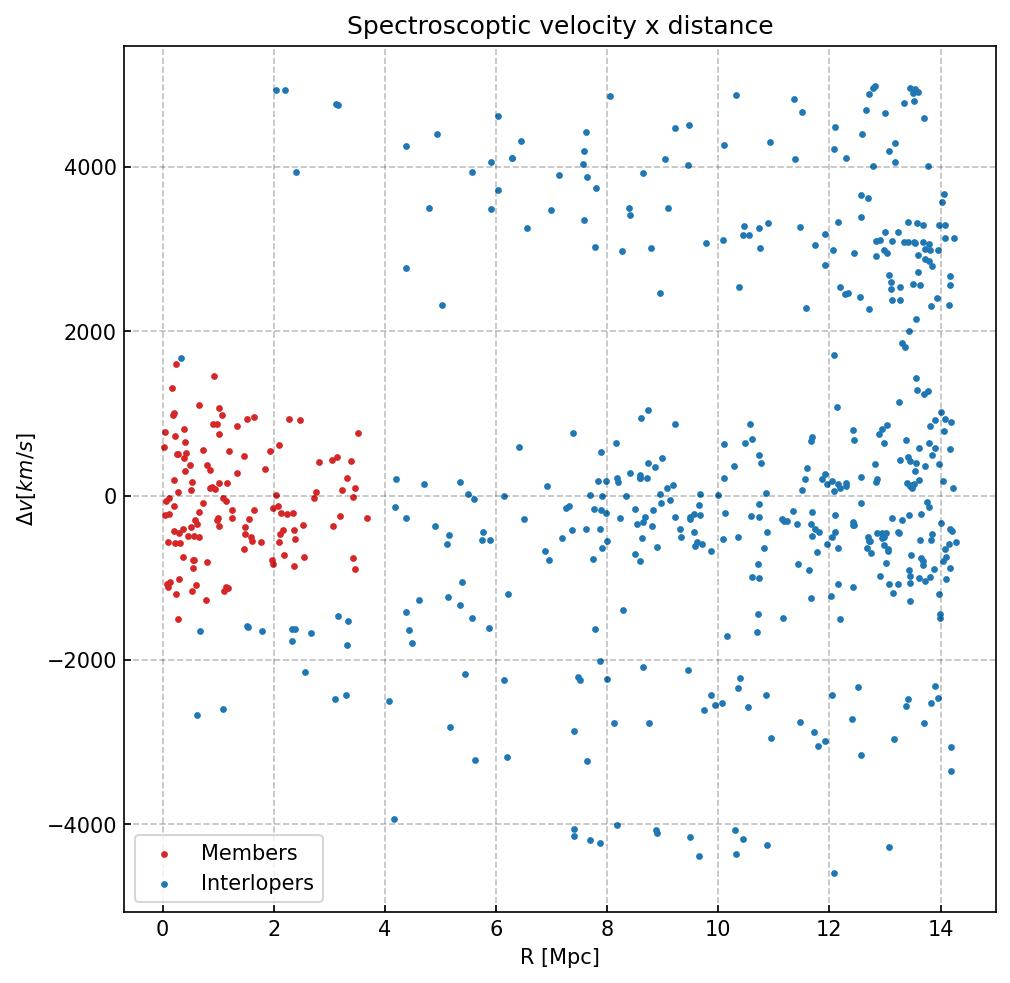 Spectroscoptic velocity x distance
4000
2000
0
−2000
−4000
Δv[km/s]
Members
Interlopers
0 2 4 6 8 10 12 14
R [Mpc]